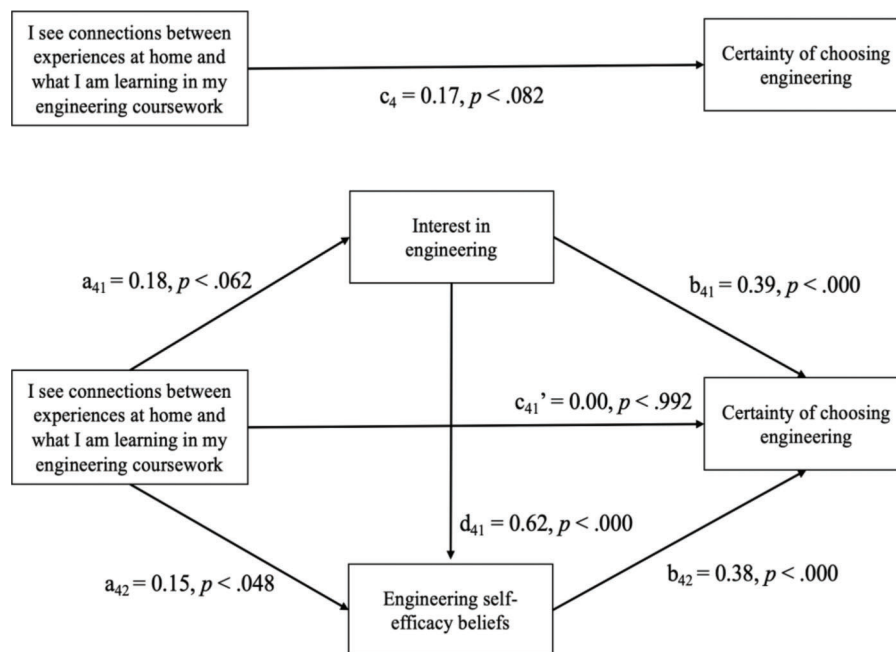 I see connections between
experiences at home and
what I am learning in my
engineering coursework
Certainty of choosing
engineering
c₄ = 0.17, p < .082
Interest in
engineering
a₄₁ = 0.18, p < .062
b₄₁ = 0.39, p < .000
I see connections between
experiences at home and
what I am learning in my
engineering coursework
c₄₁’ = 0.00, p < .992
Certainty of choosing
engineering
d₄₁ = 0.62, p < .000
a₄₂ = 0.15, p < .048
b₄₂ = 0.38, p < .000
Engineering self-
efficacy beliefs